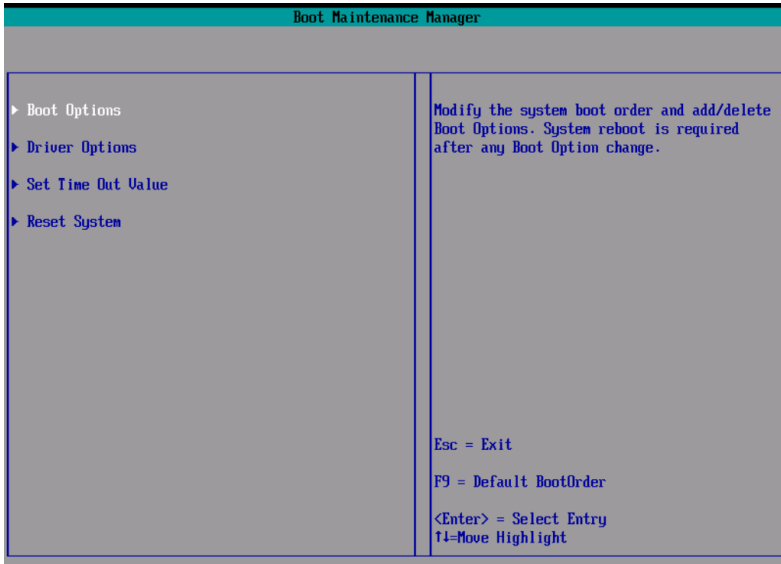 Boot Maintenance Manager
Boot Options
Driver Options
Set Time Out Value
Reset System
Modify the system boot order and add/delete
Boot Options. System reboot is required
after any Boot Option change.
Esc = Exit
F9 = Default BootOrder
<Enter> = Select Entry
↑↓=Move Highlight